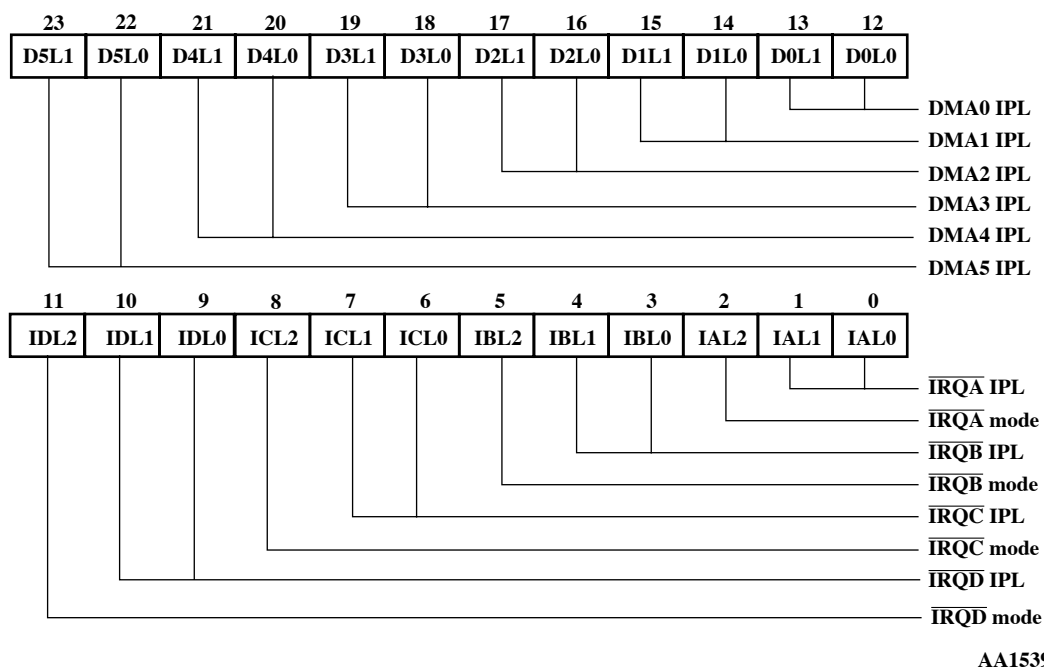 23 22 21 20 19 18 17 16 15 14 13 12
D5L1 D5L0 D4L1 D4L0 D3L1 D3L0 D2L1 D2L0 D1L1 D1L0 D0L1 D0L0
DMA0 IPL
DMA1 IPL
DMA2 IPL
DMA3 IPL
DMA4 IPL
DMA5 IPL
11 10 9 8 7 6 5 4 3 2 1 0
IDL2 IDL1 IDL0 ICL2 ICL1 ICL0 IBL2 IBL1 IBL0 IAL2 IAL1 IAL0
IRQA IPL
IRQA mode
IRQB IPL
IRQB mode
IRQC IPL
IRQC mode
IRQD IPL
IRQD mode